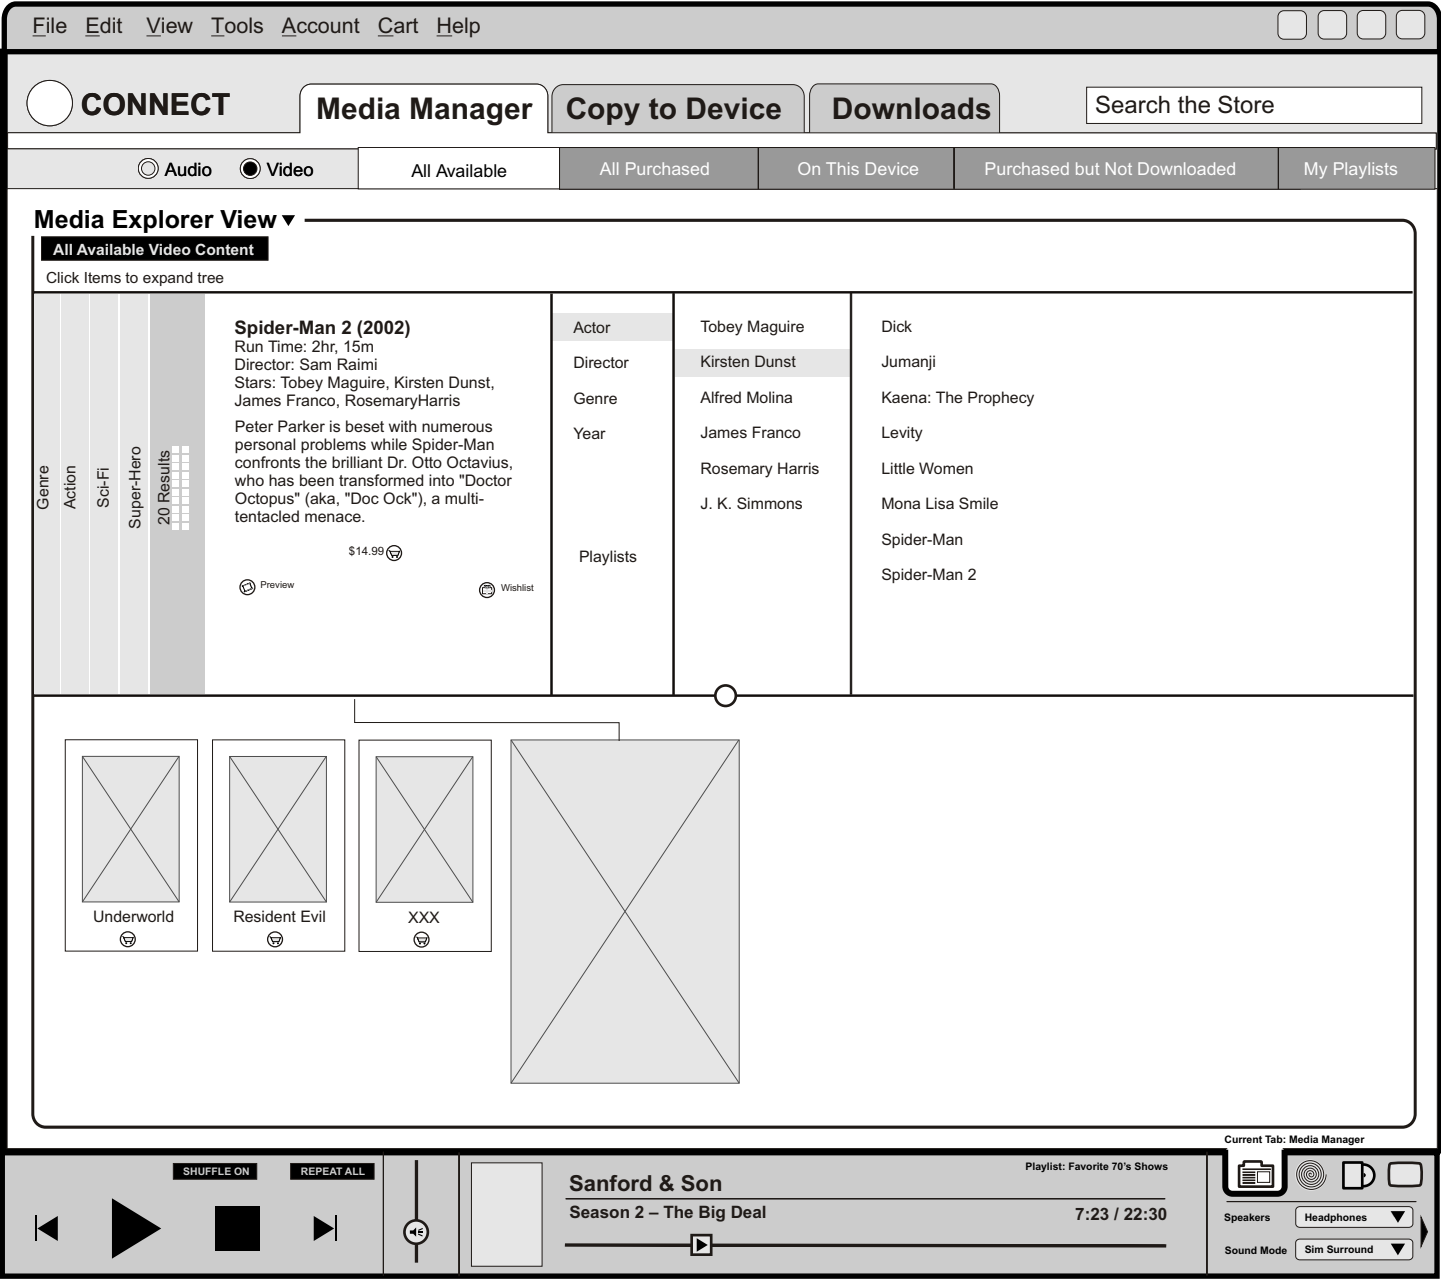 File Edit View Tools Account Cart Help
CONNECT
Media Manager
Copy to Device
Downloads
Search the Store
Audio
Video
All Available
All Purchased
On This Device
Purchased but Not Downloaded
My Playlists
Media Explorer View
All Available Video Content
Click Items to expand tree
Genre
Action
Sci-Fi
Super-Hero
20 Results
Spider-Man 2 (2002)
Run Time: 2hr, 15m
Director: Sam Raimi
Stars: Tobey Maguire, Kirsten Dunst,
James Franco, RosemaryHarris
Peter Parker is beset with numerous
personal problems while Spider-Man
confronts the brilliant Dr. Otto Octavius,
who has been transformed into "Doctor
Octopus" (aka, "Doc Ock"), a multi-
tentacled menace.
$14.99
Preview
Wishlist
Actor
Director
Genre
Year
Playlists
Tobey Maguire
Kirsten Dunst
Alfred Molina
James Franco
Rosemary Harris
J. K. Simmons
Dick
Jumanji
Kaena: The Prophecy
Levity
Little Women
Mona Lisa Smile
Spider-Man
Spider-Man 2
Underworld
Resident Evil
XXX
Current Tab: Media Manager
SHUFFLE ON
REPEAT ALL
Playlist: Favorite 70's Shows
Sanford & Son
Season 2 – The Big Deal
7:23 / 22:30
Speakers
Headphones
Sound Mode
Sim Surround